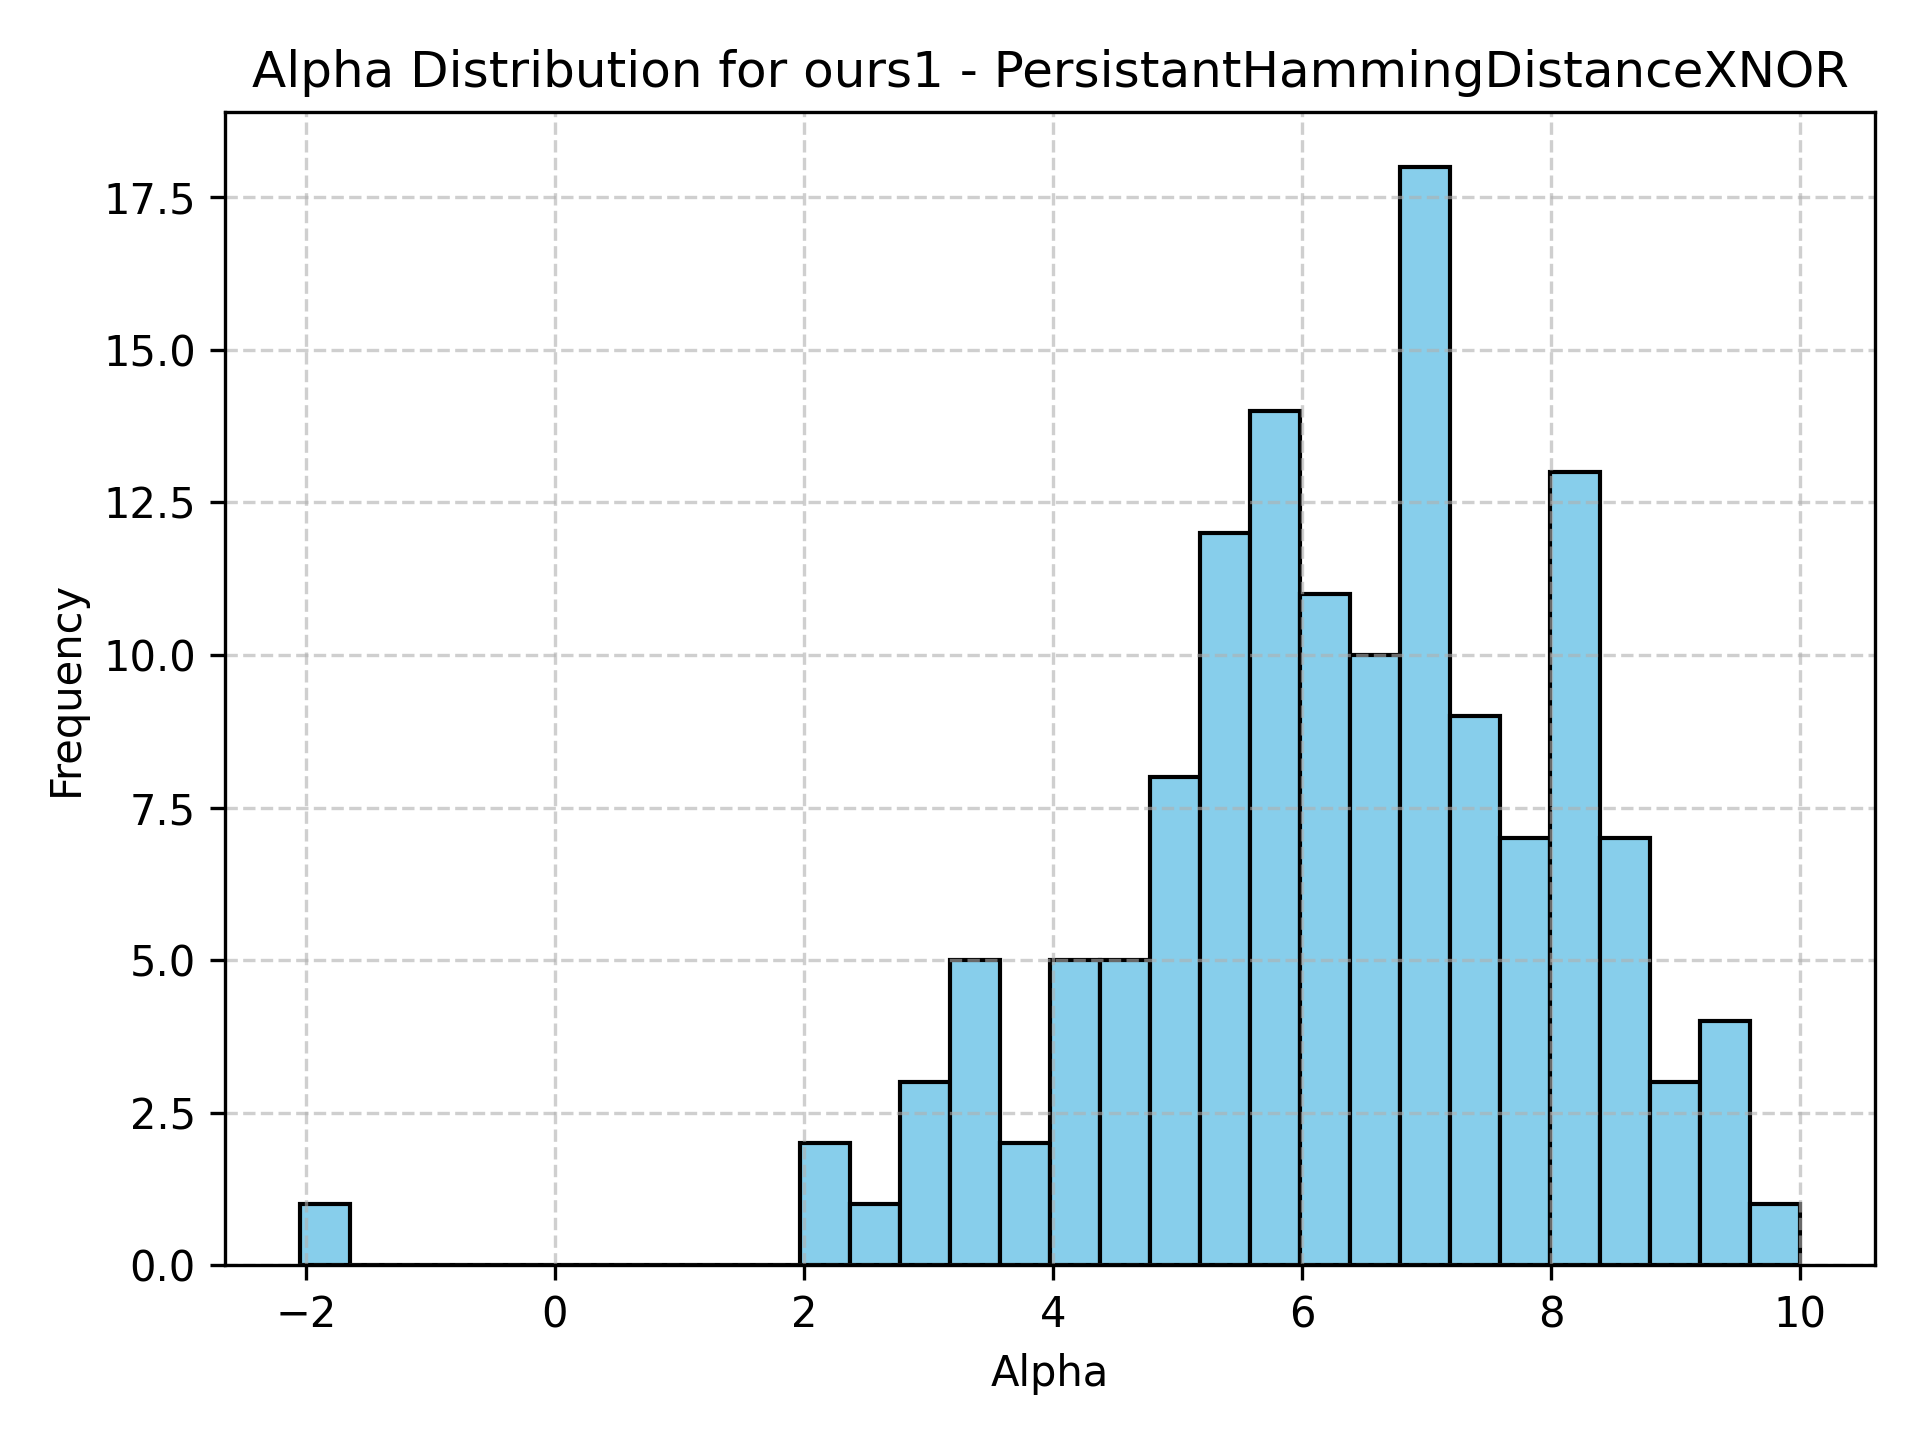 Alpha Distribution for ours1 - PersistantHammingDistanceXNOR
17.5
15.0
12.5
10.0
7.5
5.0
2.5
0.0
Frequency
−2 0 2 4 6 8 10
Alpha